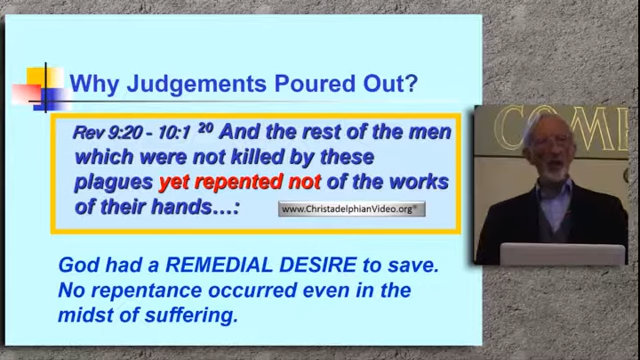 Why Judgements Poured Out?
Rev 9:20 - 10:1 20 And the rest of the men
which were not killed by these
plagues yet repented not of the works
of their hands…:
www.ChristadelphianVideo.org®
God had a REMEDIAL DESIRE to save.
No repentance occurred even in the
midst of suffering.